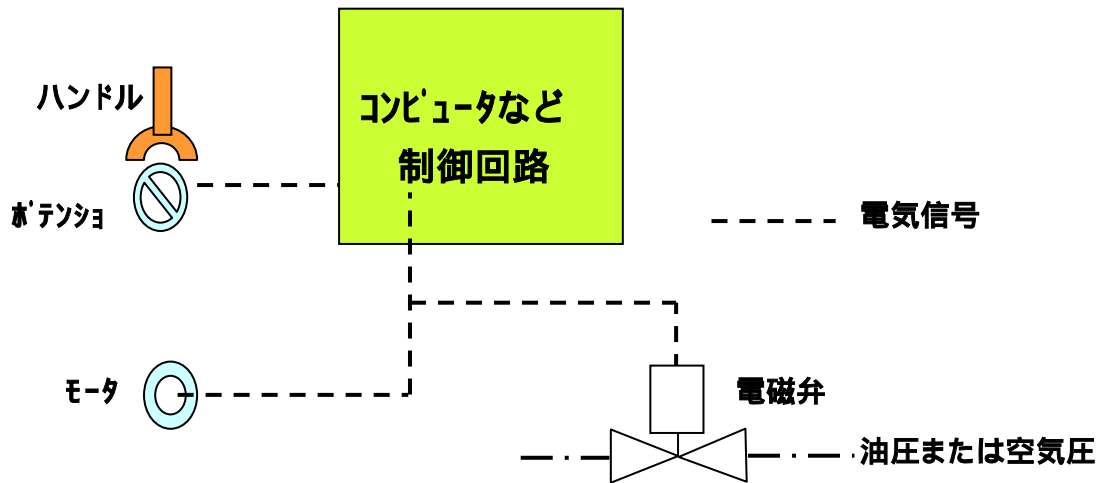 ハンドル
ｺﾝﾋﾟｭｰﾀなど
制御回路
ﾎﾟﾃﾝｼｮ
電気信号
ﾓｰﾀ
電磁弁
油圧または空気圧